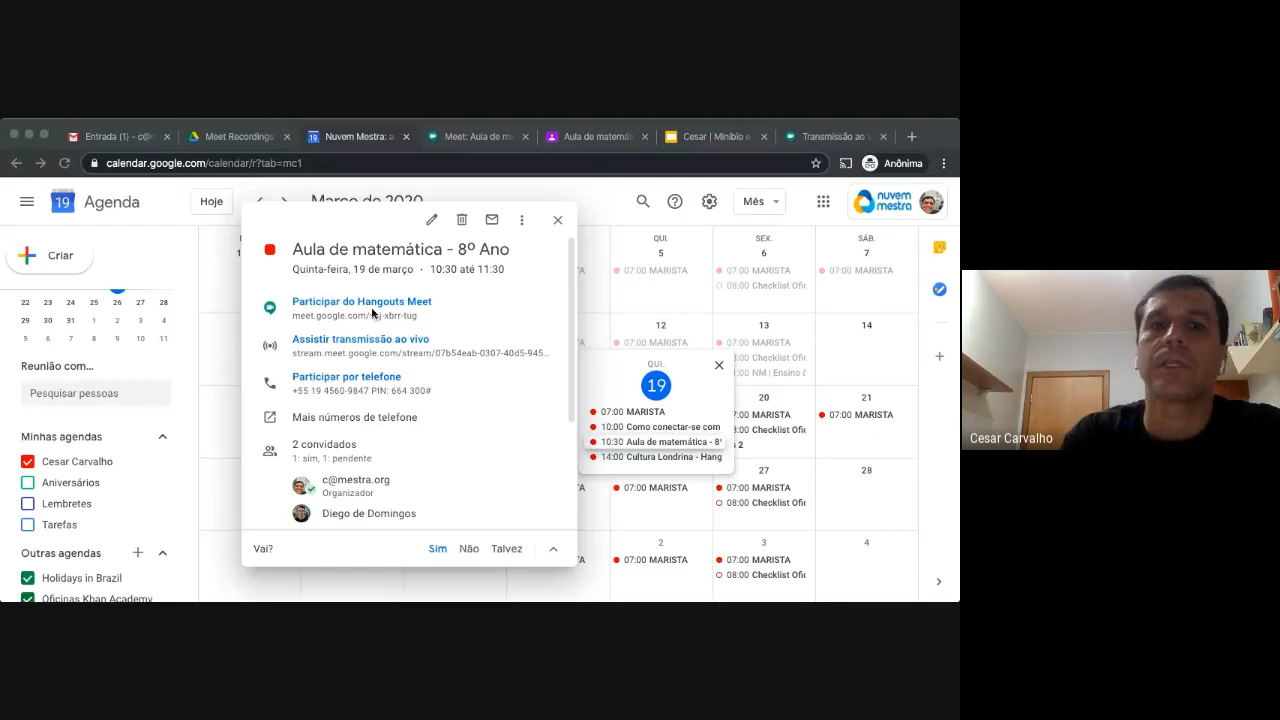 Entrada (1) - c@
Meet Recordings
Nuvem Mestra: a
Meet: Aula de ma
Aula de matemát
Cesar | Minibio e
Transmissão ao v
calendar.google.com/calendar/r?tab=mc1
Anônima
Agenda
Hoje
Março de 2020
Mês
nuvem
mestra
Criar
22 23 24 25 26 27 28
29 30 31 1 2 3 4
5 6 7 8 9 10 11
Reunião com...
Pesquisar pessoas
Minhas agendas
Cesar Carvalho
Aniversários
Lembretes
Tarefas
Outras agendas
Holidays in Brazil
Oficinas Khan Academy
Aula de matemática - 8º Ano
Quinta-feira, 19 de março · 10:30 até 11:30
Participar do Hangouts Meet
meet.google.com/ j-xbrr-tug
Assistir transmissão ao vivo
stream.meet.google.com/stream/07b54eab-0307-40d5-945...
Participar por telefone
+55 19 4560-9847 PIN: 664 300#
Mais números de telefone
2 convidados
1: sim, 1: pendente
c@mestra.org
Organizador
Diego de Domingos
Vai?
Sim Não Talvez
QUI. SEX. SÁB.
5 6 7
07:00 MARISTA
07:00 MARISTA
07:00 MARISTA
08:00 Checklist Ofic
12 13 14
07:00 MARISTA
07:00 MARISTA
Checklist Ofic
:00 NM | Ensino à
QUI.
19
07:00 MARISTA
10:00 Como conectar-se com
10:30 Aula de matemática - 8º
14:00 Cultura Londrina - Hang
20 21
07:00 MARISTA
07:00 MARISTA
Checklist Ofic
s 2
27 28
07:00 MARISTA
07:00 MARISTA
08:00 Checklist Ofic
2 3 4
07:00 MARISTA
07:00 MARISTA
08:00 Checklist Ofic
Cesar Carvalho